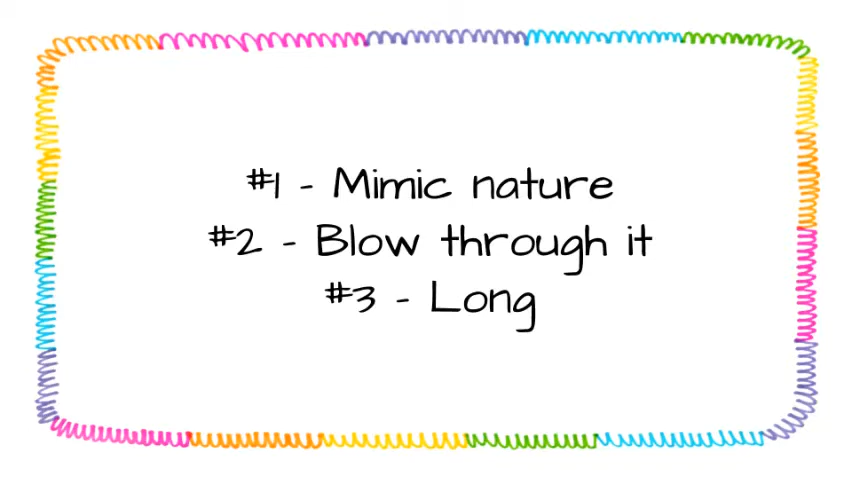 #1 - Mimic nature
#2 - Blow through it
#3 - Long